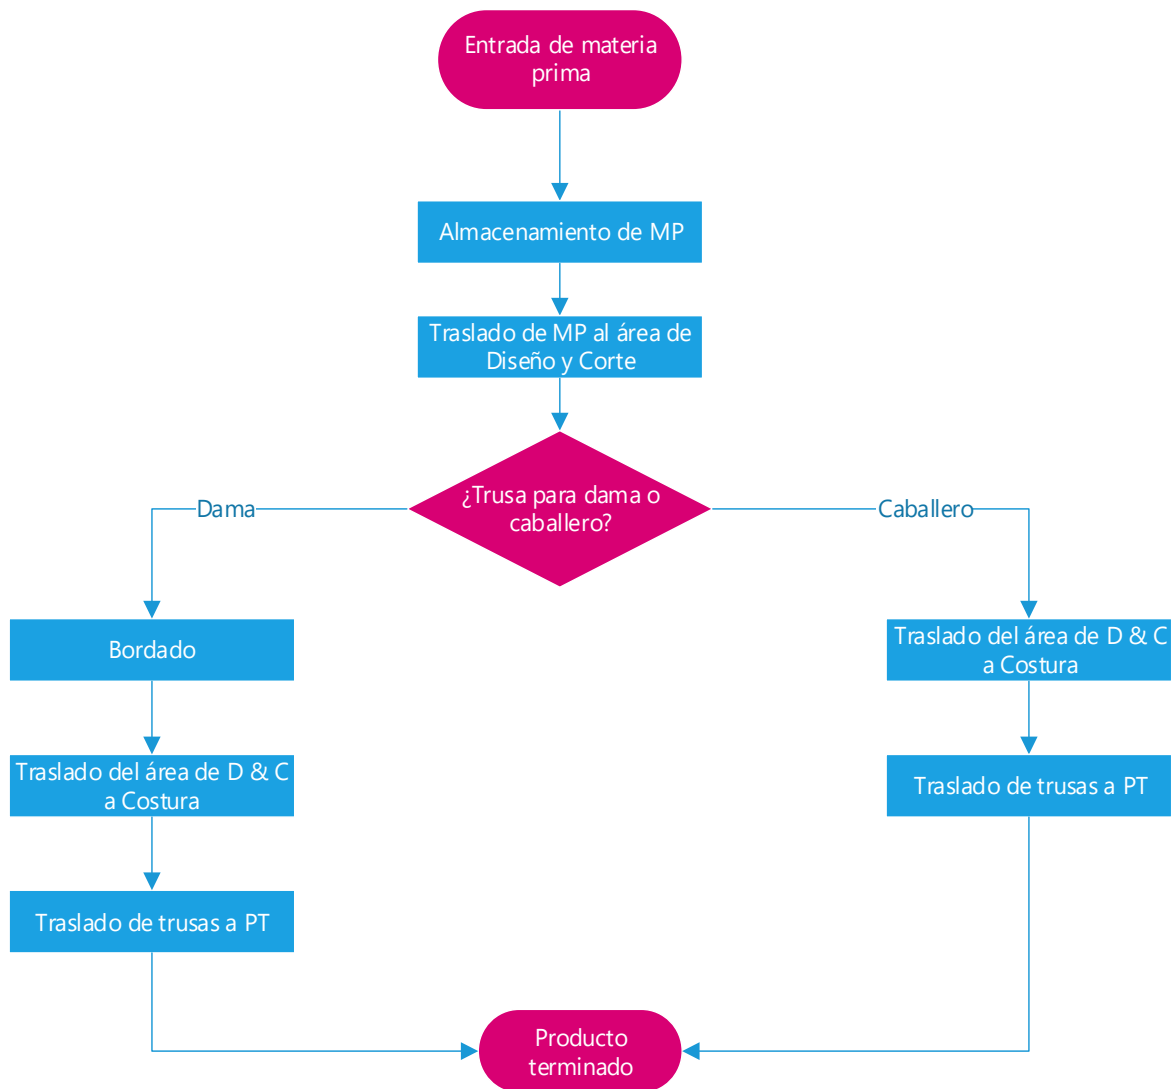 Entrada de materia
prima
Almacenamiento de MP
Traslado de MP al área de
Diseño y Corte
¿Trusa para dama o
caballero?
Dama
Caballero
Bordado
Traslado del área de D & C
a Costura
Traslado del área de D & C
a Costura
Traslado de trusas a PT
Traslado de trusas a PT
Producto
terminado